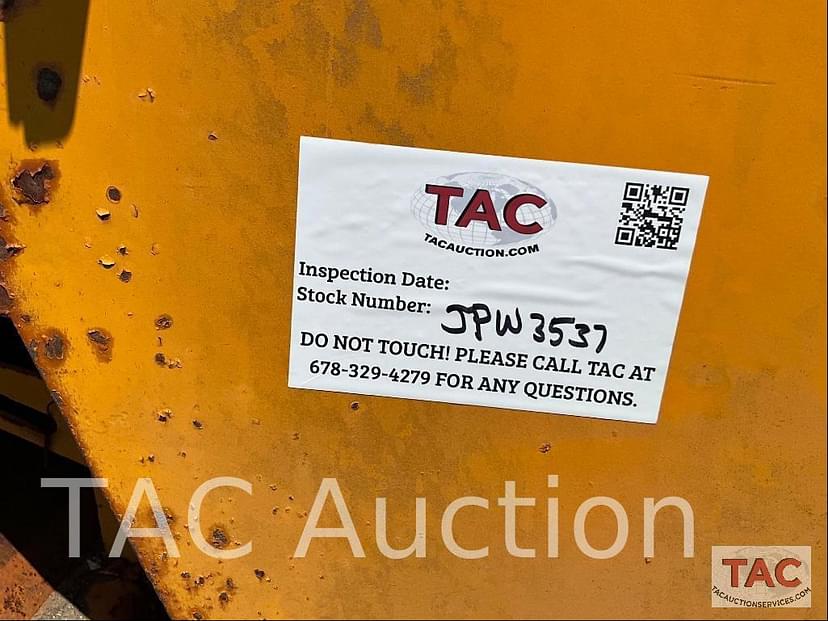 TAC
TACAUCTION.COM
Inspection Date:
Stock Number: JPW3537
DO NOT TOUCH! PLEASE CALL TAC AT
678-329-4279 FOR ANY QUESTIONS.
TAC Auction
TAC
TACAUCTIONSERVICES.COM